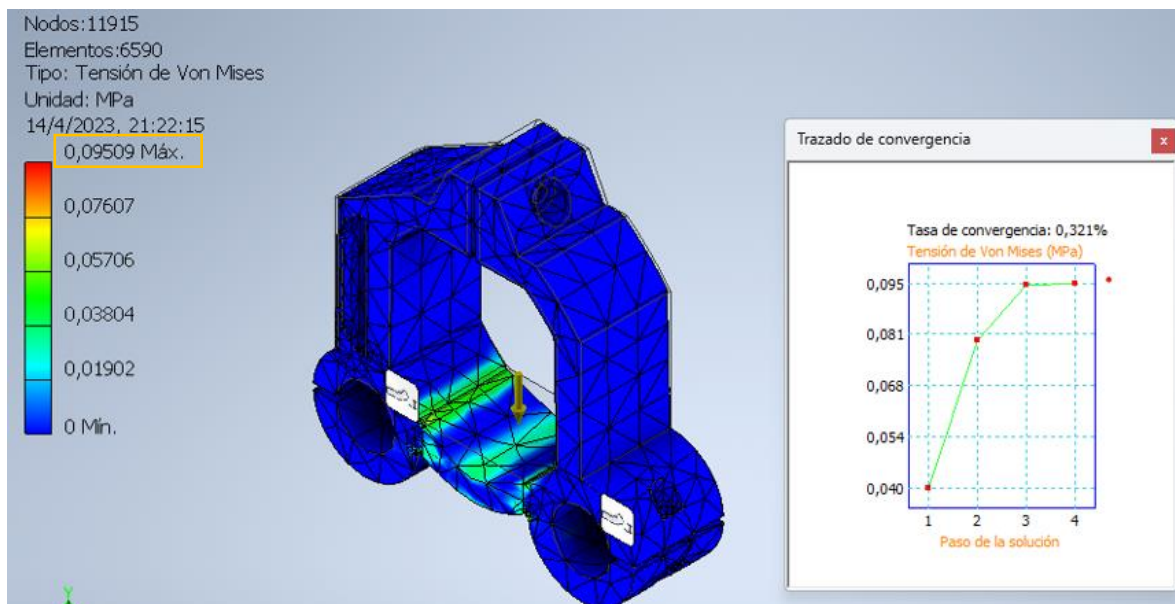 Nodos:11915
Elementos:6590
Tipo: Tensión de Von Mises
Unidad: MPa
14/4/2023, 21:22:15
0,09509 Máx.
0,07607
0,05706
0,03804
0,01902
0 Mín.
Y
Trazado de convergencia
x
Tasa de convergencia: 0,321%
Tensión de Von Mises (MPa)
0,095
0,081
0,068
0,054
0,040
1 2 3 4
Paso de la solución